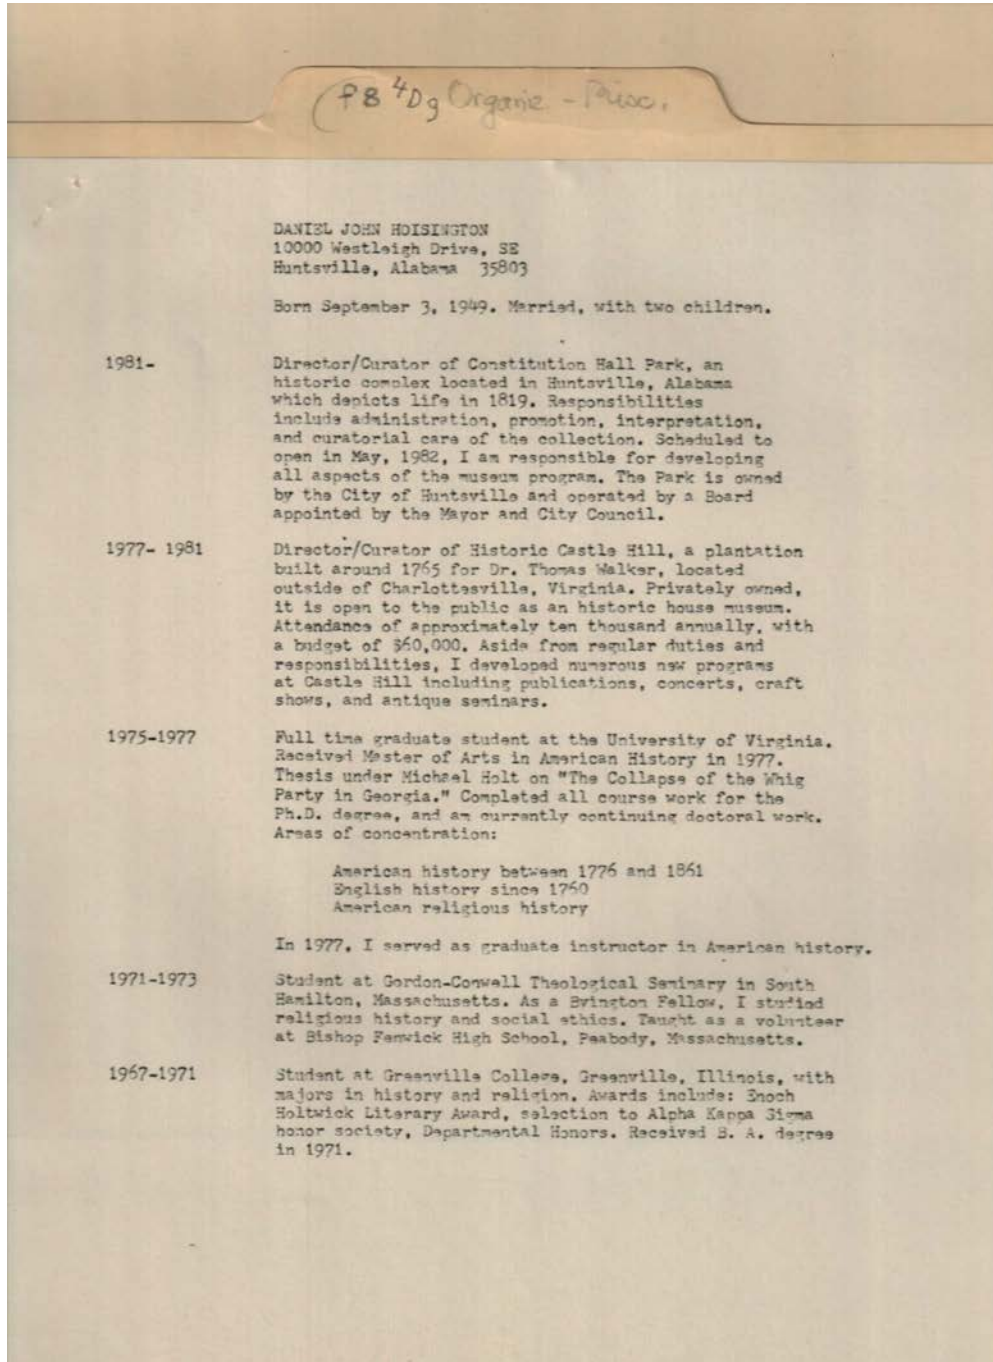 (F8 4Dg Organiz - Misc.
DANIEL JOHN HOISINGTON
10000 Westleigh Drive, SE
Huntsville, Alabama 35803
Born September 3, 1949. Married, with two children.
1981- Director/Curator of Constitution Hall Park, an
historic complex located in Huntsville, Alabama
which depicts life in 1819. Responsibilities
include administration, promotion, interpretation,
and curatorial care of the collection. Scheduled to
open in May, 1982, I am responsible for developing
all aspects of the museum program. The Park is owned
by the City of Huntsville and operated by a Board
appointed by the Mayor and City Council.
1977- 1981 Director/Curator of Historic Castle Hill, a plantation
built around 1765 for Dr. Thomas Walker, located
outside of Charlottesville, Virginia. Privately owned,
it is open to the public as an historic house museum.
Attendance of approximately ten thousand annually, with
a budget of $60,000. Aside from regular duties and
responsibilities, I developed numerous new programs
at Castle Hill including publications, concerts, craft
shows, and antique seminars.
1975-1977 Full time graduate student at the University of Virginia.
Received Master of Arts in American History in 1977.
Thesis under Michael Holt on "The Collapse of the Whig
Party in Georgia." Completed all course work for the
Ph.D. degree, and am currently continuing doctoral work.
Areas of concentration:
American history between 1776 and 1861
English history since 1760
American religious history
In 1977, I served as graduate instructor in American history.
1971-1973 Student at Gordon-Conwell Theological Seminary in South
Hamilton, Massachusetts. As a Byington Fellow, I studied
religious history and social ethics. Taught as a volunteer
at Bishop Fenwick High School, Peabody, Massachusetts.
1967-1971 Student at Greenville College, Greenville, Illinois, with
majors in history and religion. Awards include: Enoch
Holtwick Literary Award, selection to Alpha Kappa Sigma
honor society, Departmental Honors. Received B. A. degree
in 1971.